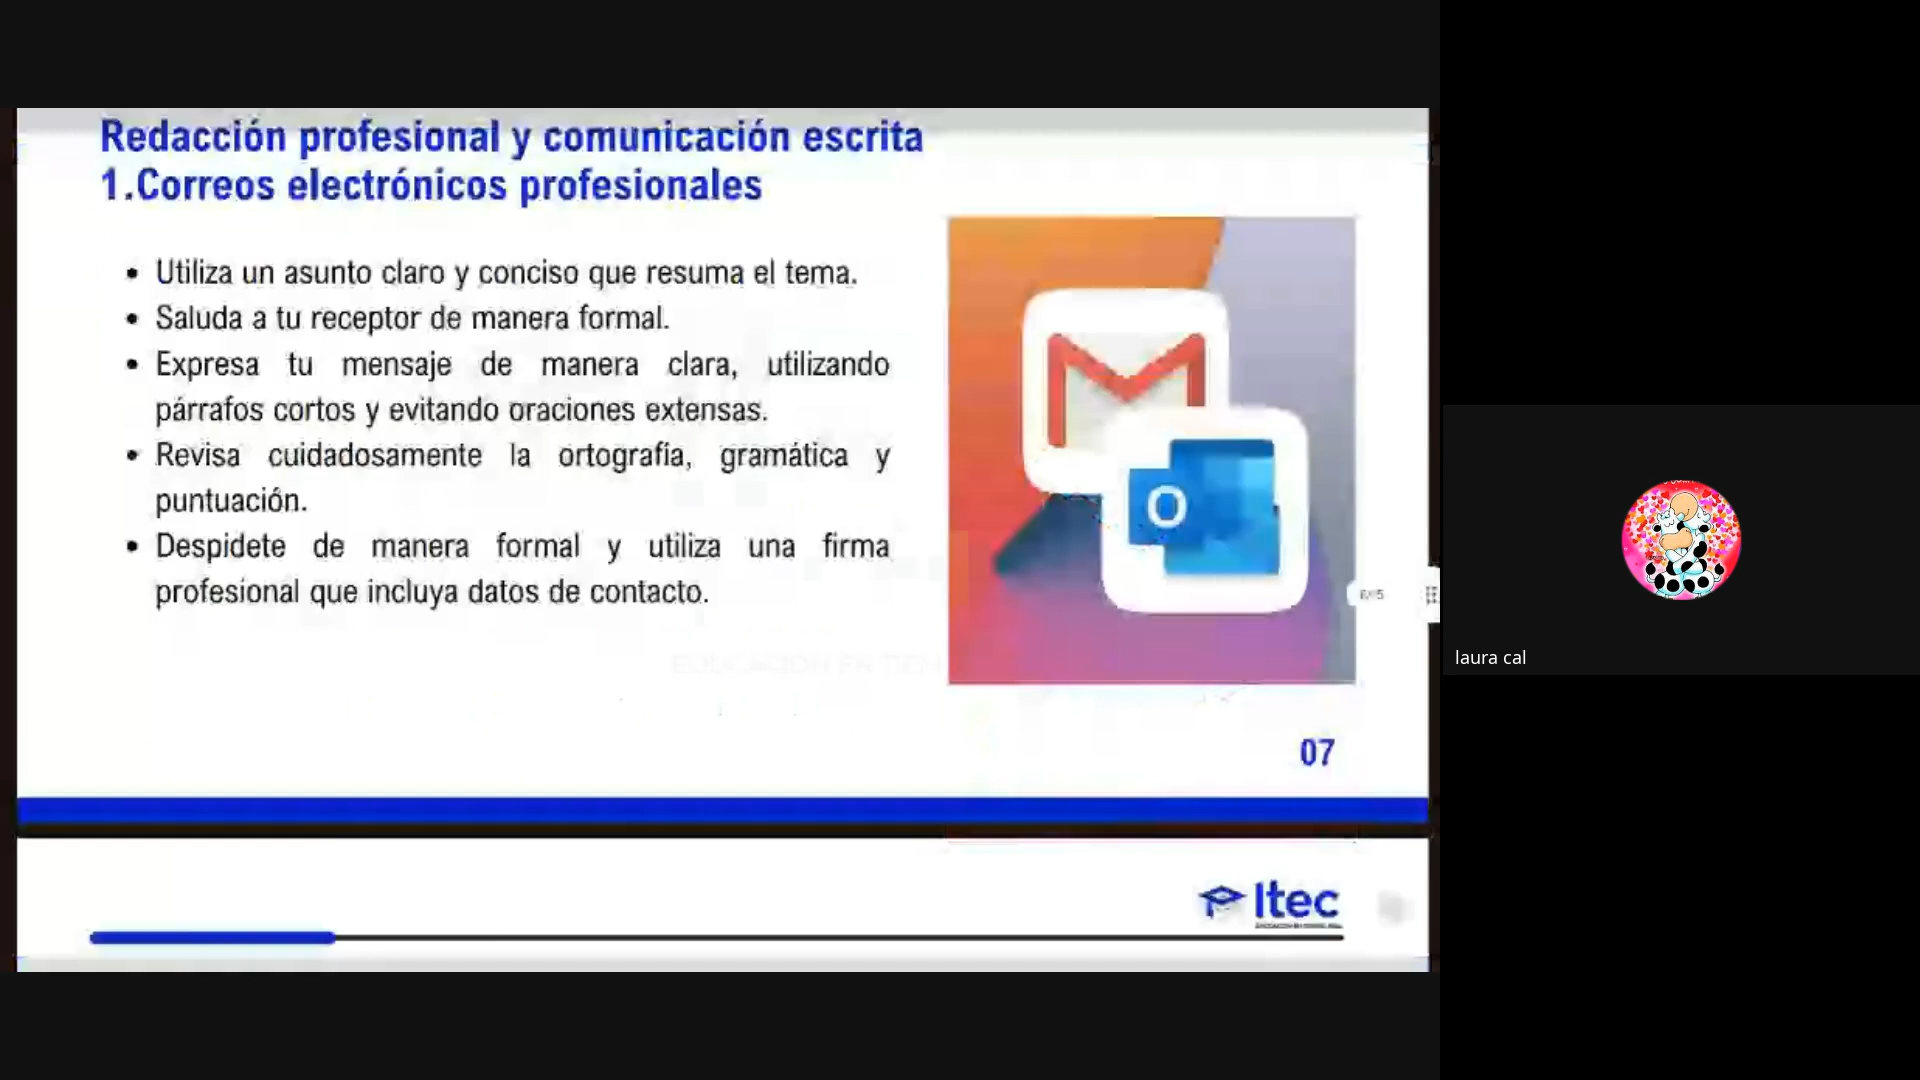 Redacción profesional y comunicación escrita
1.Correos electrónicos profesionales
• Utiliza un asunto claro y conciso que resuma el tema.
• Saluda a tu receptor de manera formal.
• Expresa tu mensaje de manera clara, utilizando
párrafos cortos y evitando oraciones extensas.
• Revisa cuidadosamente la ortografía, gramática y
puntuación.
• Despídete de manera formal y utiliza una firma
profesional que incluya datos de contacto.
O
07
Itec
laura cal